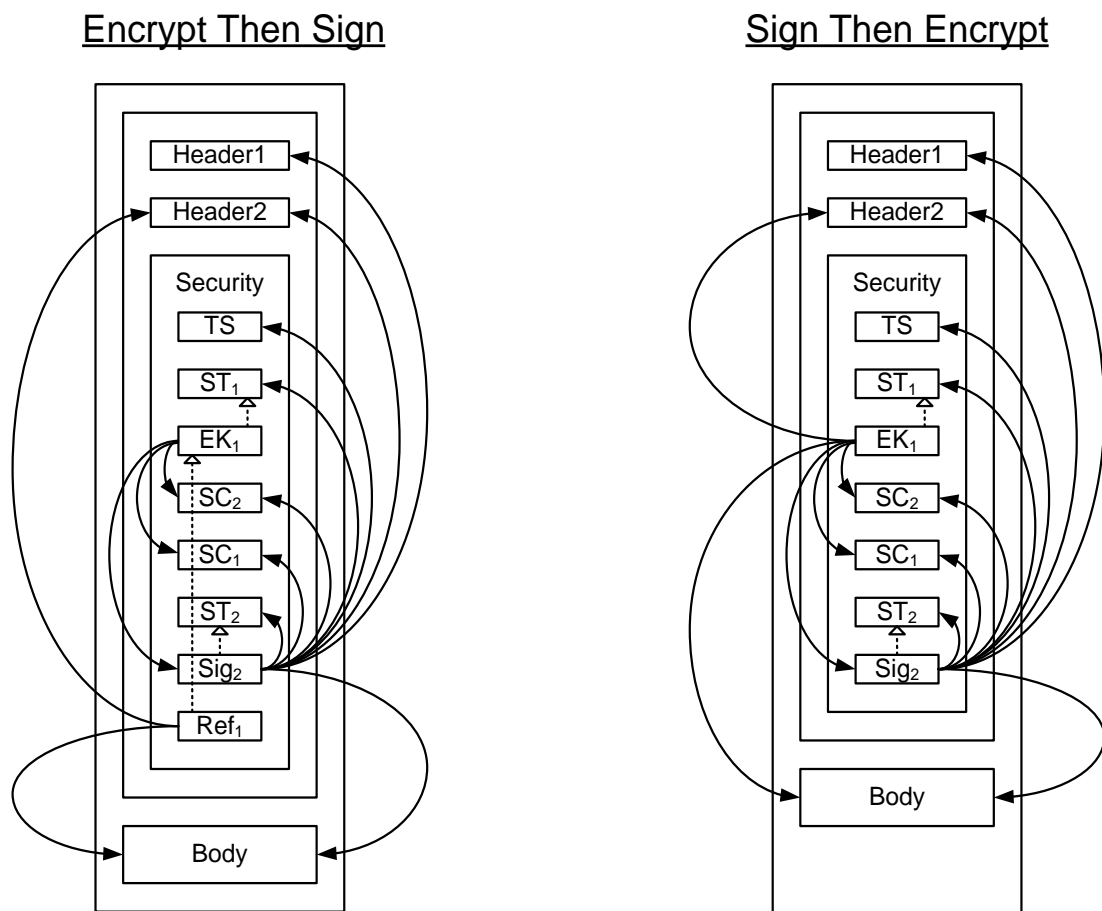 Encrypt Then Sign
Header1
Header2
Security
TS
ST₁
EK₁
SC₂
SC₁
ST₂
Sig₂
Ref₁
Body
Sign Then Encrypt
Header1
Header2
Security
TS
ST₁
EK₁
SC₂
SC₁
ST₂
Sig₂
Body